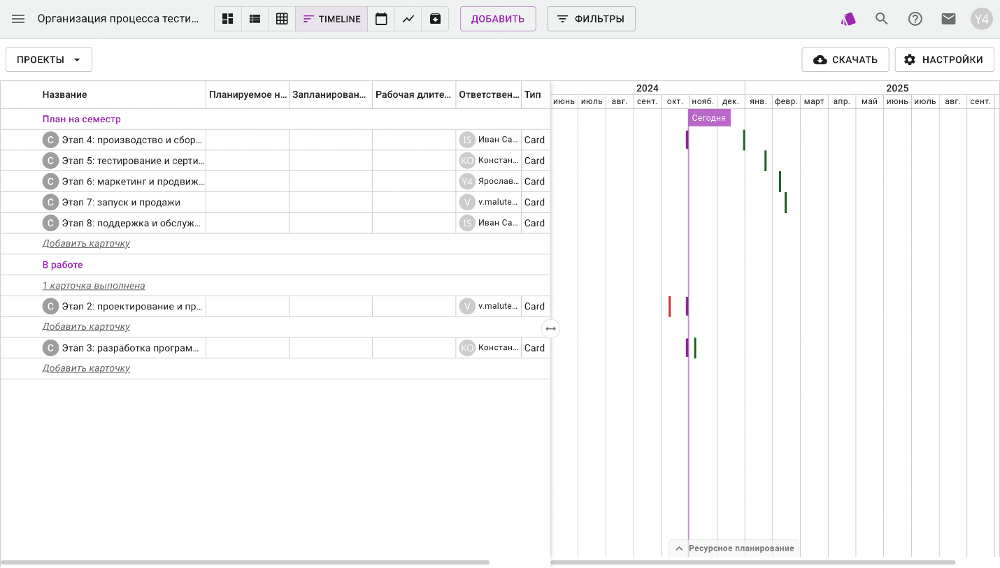 Организация процесса тести...
TIMELINE
ДОБАВИТЬ
ФИЛЬТРЫ
Y4
ПРОЕКТЫ
СКАЧАТЬ
НАСТРОЙКИ
Название Планируемое н... Запланирован... Рабочая длите... Ответствен... Тип
2024 2025
июнь июль авг. сент. окт. нояб. дек. янв. февр. март апр. май июнь июль авг. сент.
План на семестр
Сегодня
C Этап 4: производство и сбор... IS Иван Са... Card
C Этап 5: тестирование и серти... KO Констан... Card
C Этап 6: маркетинг и продвиж... Y4 Ярослав... Card
C Этап 7: запуск и продажи V v.malute... Card
C Этап 8: поддержка и обслуж... IS Иван Са... Card
Добавить карточку
В работе
1 карточка выполнена
C Этап 2: проектирование и пр... V v.malute... Card
Добавить карточку
C Этап 3: разработка програм... KO Констан... Card
Добавить карточку
Ресурсное планирование